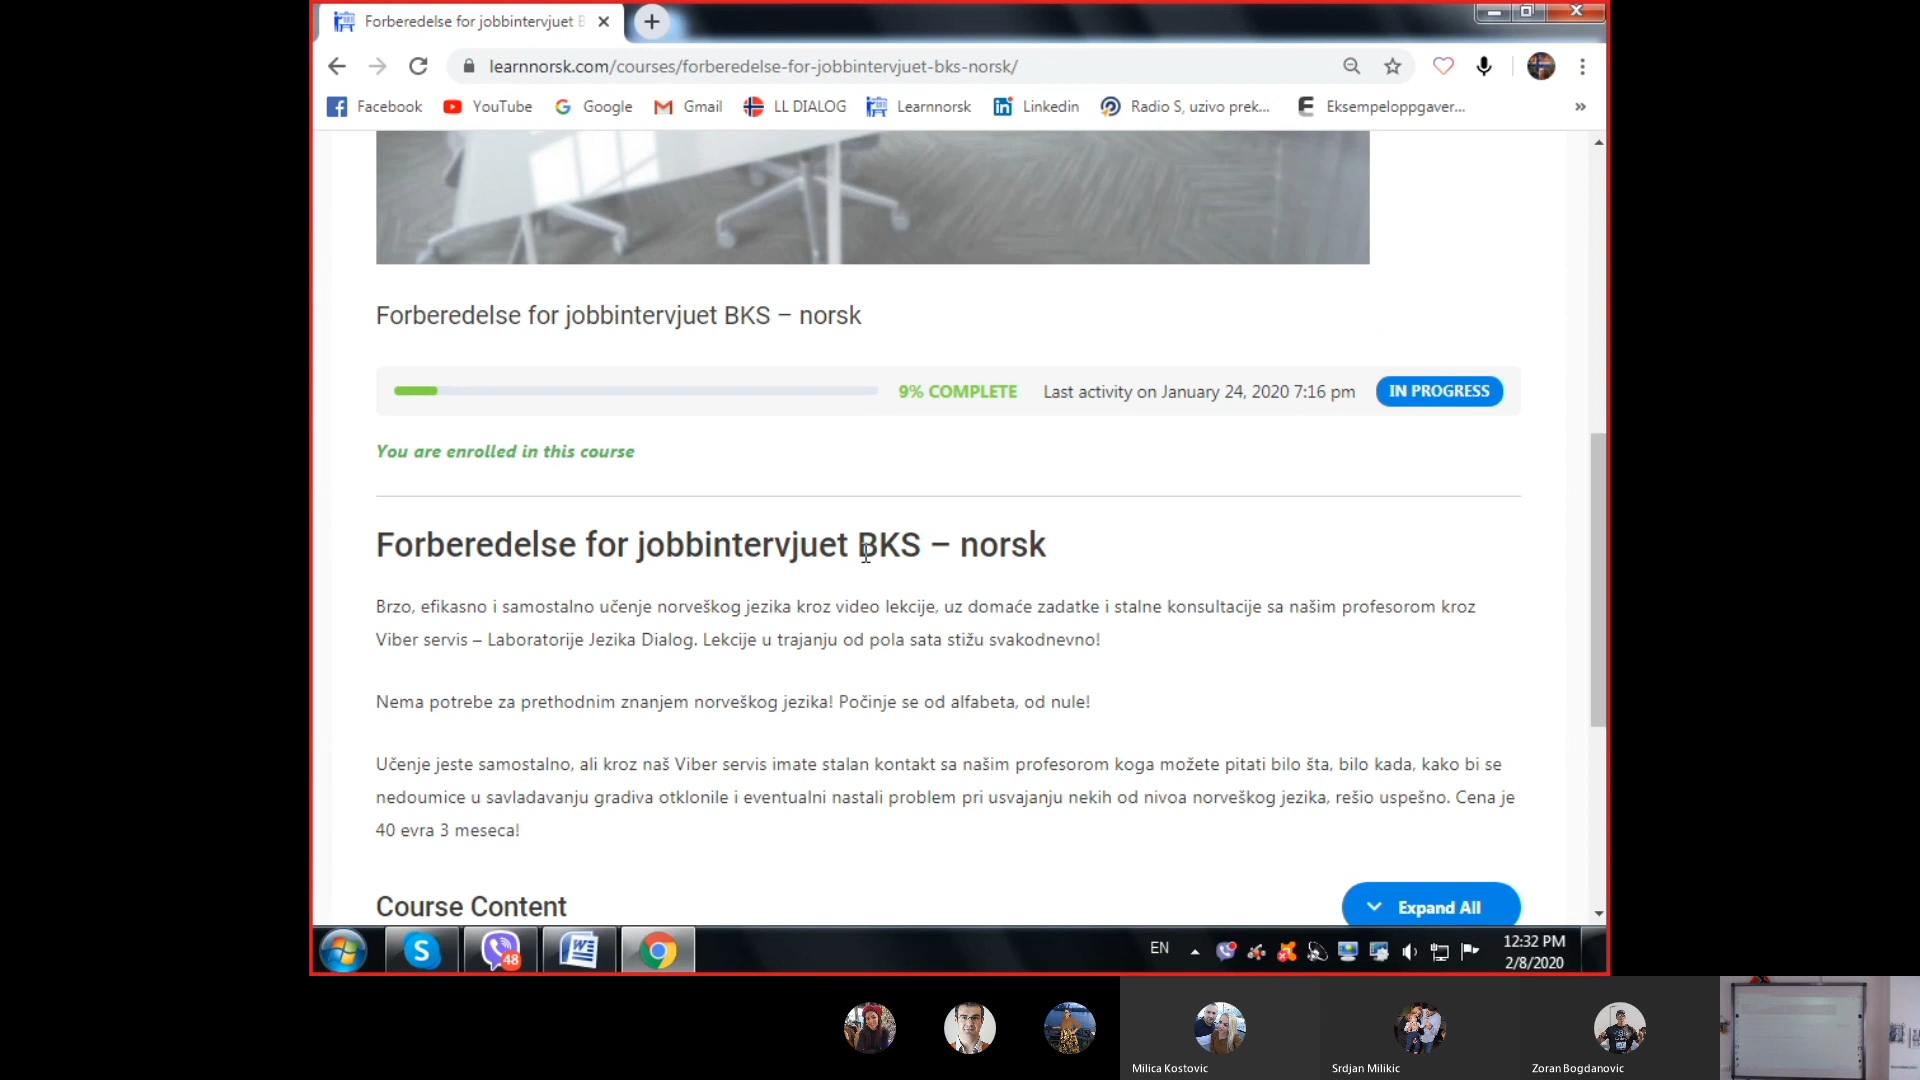 Forberedelse for jobbintervjuet B
learnnorsk.com/courses/forberedelse-for-jobbintervjuet-bks-norsk/
Facebook YouTube Google Gmail LL DIALOG Learnnorsk Linkedin Radio S, uzivo prek... Eksempeloppgaver... »
Forberedelse for jobbintervjuet BKS – norsk
9% COMPLETE Last activity on January 24, 2020 7:16 pm IN PROGRESS
You are enrolled in this course
Forberedelse for jobbintervjuet BKS – norsk
Brzo, efikasno i samostalno učenje norveškog jezika kroz video lekcije, uz domaće zadatke i stalne konsultacije sa našim profesorom kroz
Viber servis – Laboratorije Jezika Dialog. Lekcije u trajanju od pola sata stižu svakodnevno!
Nema potrebe za prethodnim znanjem norveškog jezika! Počinje se od alfabeta, od nule!
Učenje jeste samostalno, ali kroz naš Viber servis imate stalan kontakt sa našim profesorom koga možete pitati bilo šta, bilo kada, kako bi se
nedoumice u savladavanju gradiva otklonile i eventualni nastali problem pri usvajanju nekih od nivoa norveškog jezika, rešio uspešno. Cena je
40 evra 3 meseca!
Course Content Expand All
S 48 W EN 12:32 PM
2/8/2020
Milica Kostovic Srdjan Milikic Zoran Bogdanovic